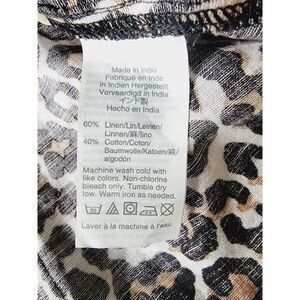 Made in India
Fabriqué en Inde
in Indien Hergestellt
Vervaardigd in India
インド製
Hecho en India
60% Linen/Lin/Leinen/
Linnen/麻/lino
40% Cotton/Coton/
Baumwolle/Katoen/綿/
algodón
Machine wash cold with
like colors. Non-chlorine
bleach only. Tumble dry
low. Warm iron as needed.
Laver à la machine à l'eau